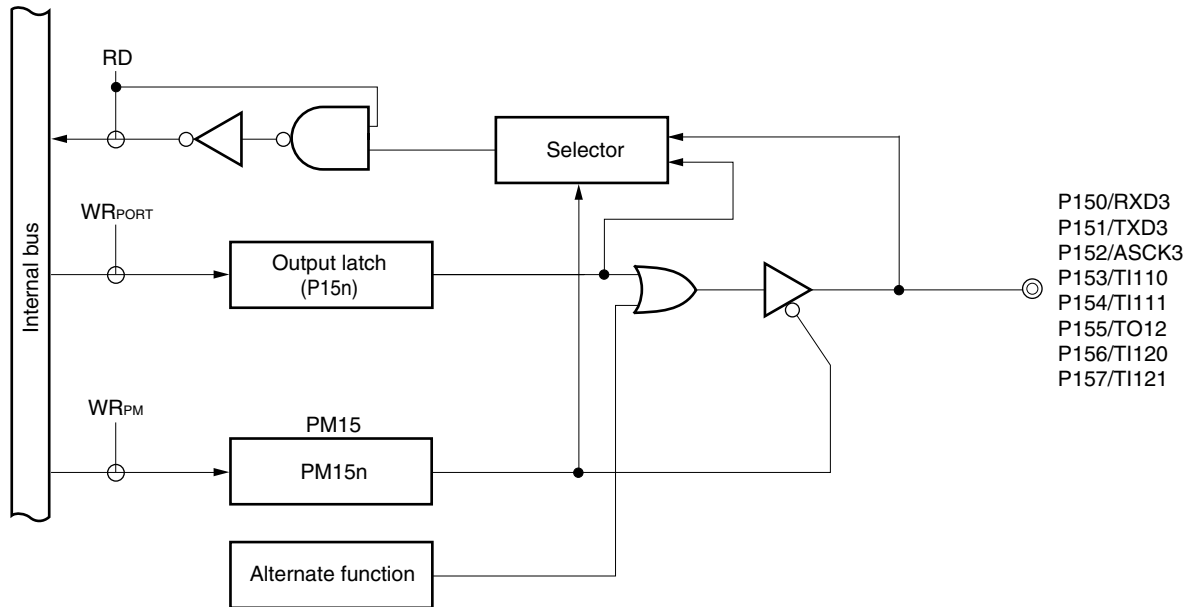 RD
Selector
WRPORT
Output latch
(P15n)
Internal bus
WRPM
PM15
PM15n
Alternate function
P150/RXD3
P151/TXD3
P152/ASCK3
P153/TI110
P154/TI111
P155/TO12
P156/TI120
P157/TI121